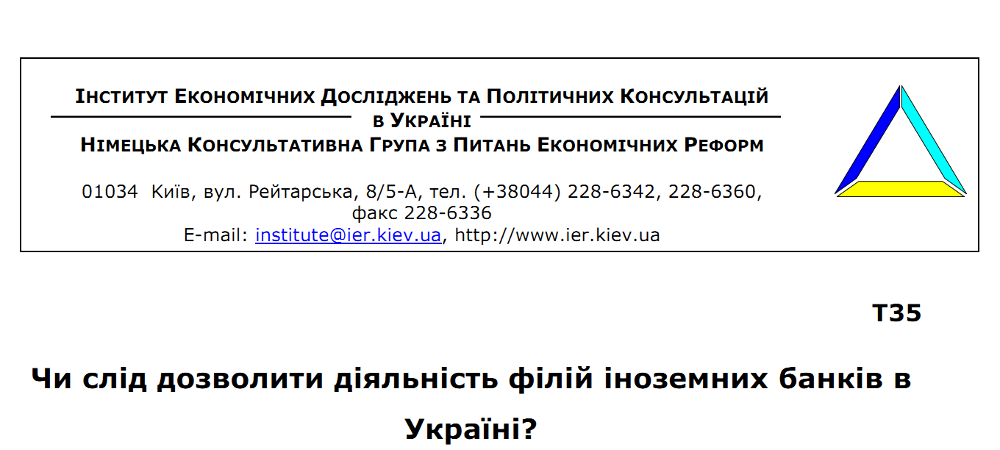 Інститут Економічних Досліджень та Політичних Консультацій
в Україні
Німецька Консультативна Група з Питань Економічних Реформ
01034 Київ, вул. Рейтарська, 8/5-А, тел. (+38044) 228-6342, 228-6360,
факс 228-6336
E-mail: institute@ier.kiev.ua, http://www.ier.kiev.ua
T35
Чи слід дозволити діяльність філій іноземних банків в
Україні?